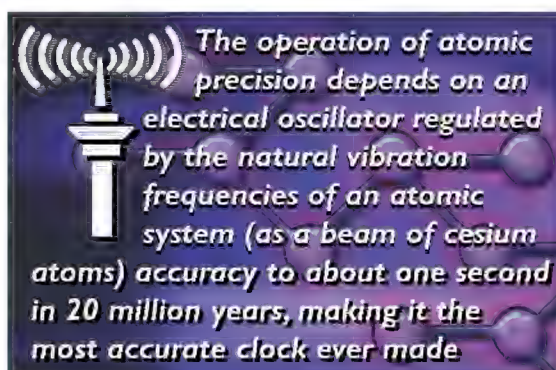 The operation of atomic
precision depends on an
electrical oscillator regulated
by the natural vibration
frequencies of an atomic
system (as a beam of cesium
atoms) accuracy to about one second
in 20 million years, making it the
most accurate clock ever made